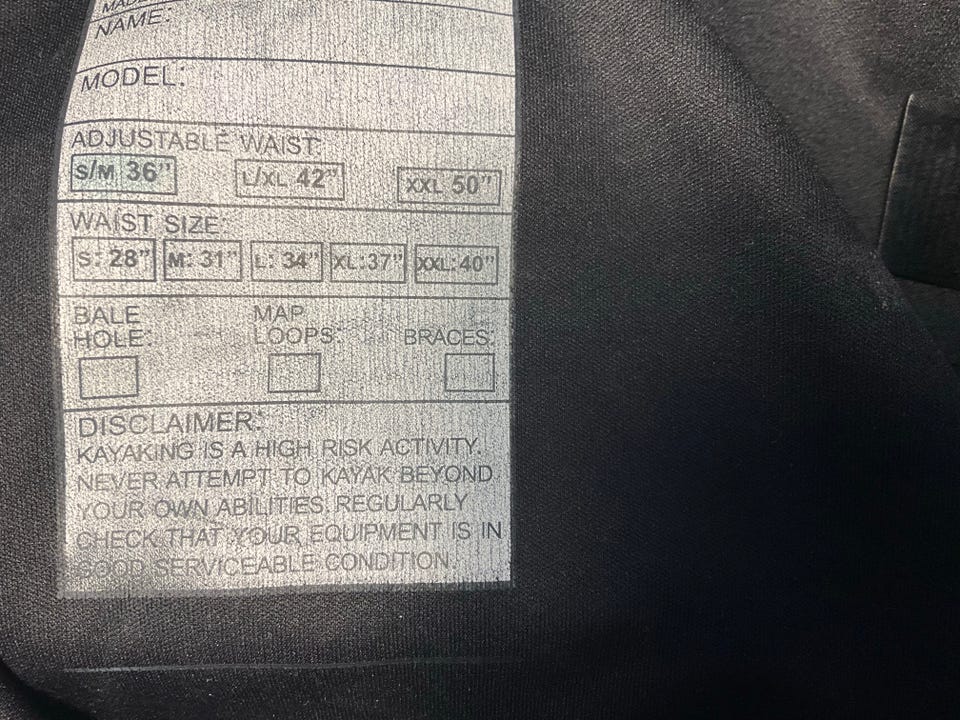 NAME:
MODEL:
ADJUSTABLE WAIST:
S/M 36" L/XL 42" XXL 50"
WAIST SIZE:
S: 28" M: 31" L: 34" XL:37" XXL:40"
BALE HOLE:
MAP LOOPS:
BRACES:
DISCLAIMER:
KAYAKING IS A HIGH RISK ACTIVITY.
NEVER ATTEMPT TO KAYAK BEYOND
YOUR OWN ABILITIES. REGULARLY
CHECK THAT YOUR EQUIPMENT IS IN
GOOD SERVICEABLE CONDITION.